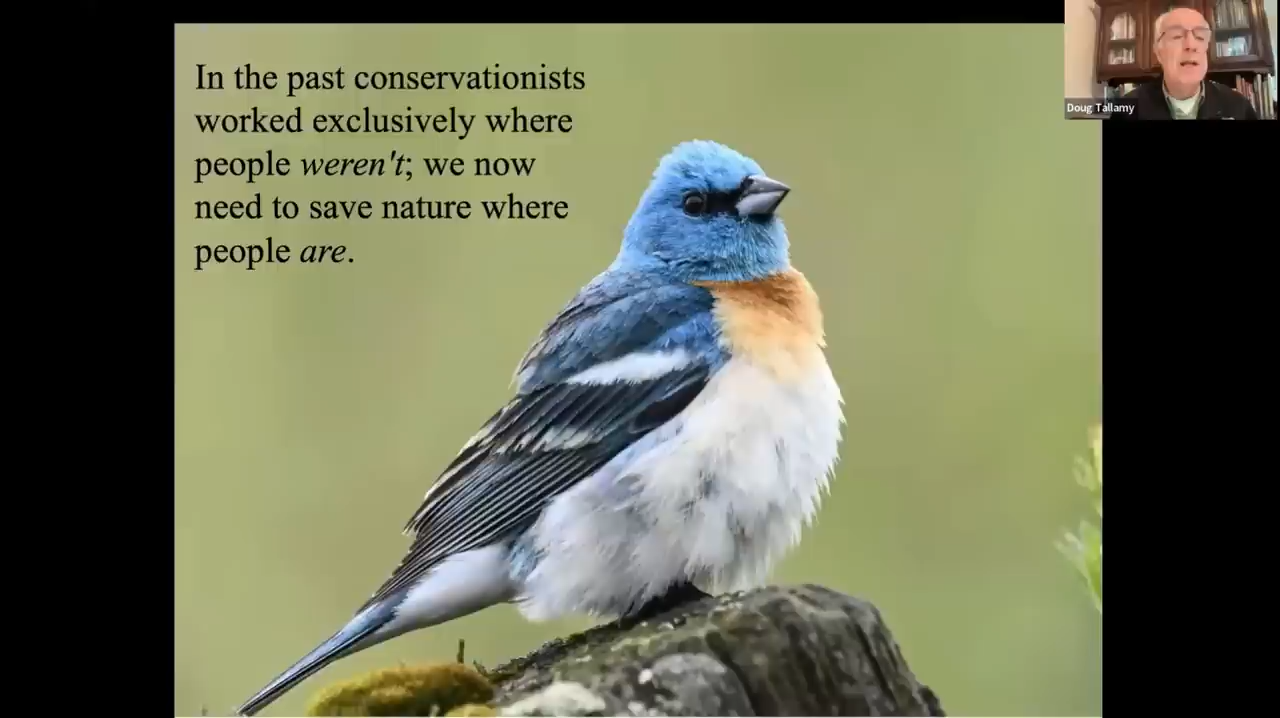 In the past conservationists
worked exclusively where
people weren't; we now
need to save nature where
people are.
Doug Tallamy